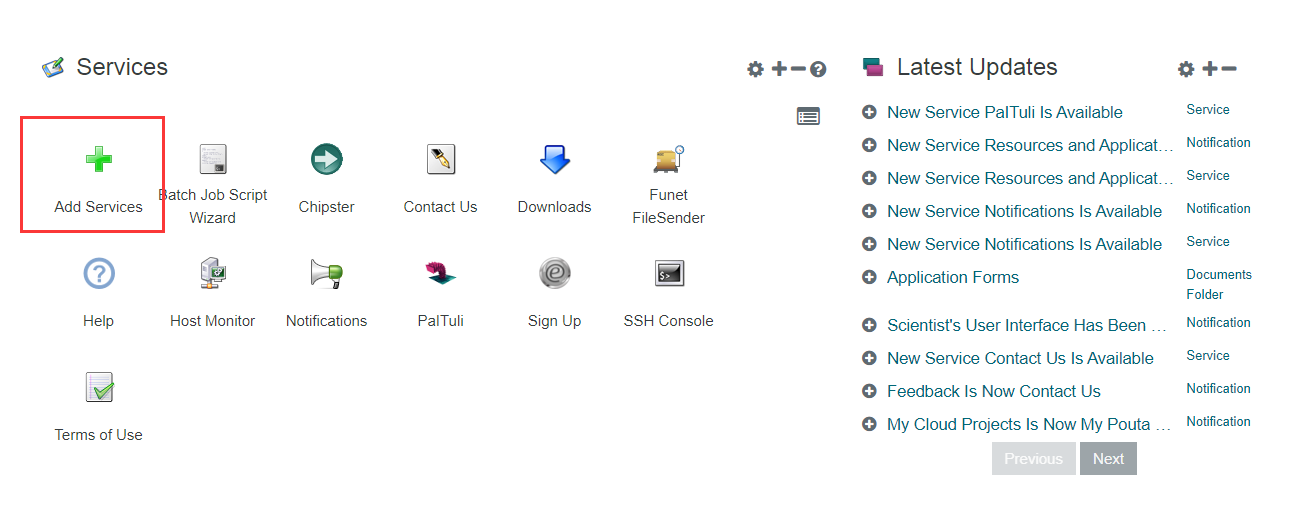 Services
Add Services
Batch Job Script
Wizard
Chipster
Contact Us
Downloads
Funet
FileSender
Help
Host Monitor
Notifications
PalTuli
Sign Up
SSH Console
Terms of Use
Latest Updates
New Service PalTuli Is Available Service
New Service Resources and Applicat… Notification
New Service Resources and Applicat… Service
New Service Notifications Is Available Notification
New Service Notifications Is Available Service
Application Forms Documents
Folder
Scientist's User Interface Has Been … Notification
New Service Contact Us Is Available Service
Feedback Is Now Contact Us Notification
My Cloud Projects Is Now My Pouta … Notification
Previous Next